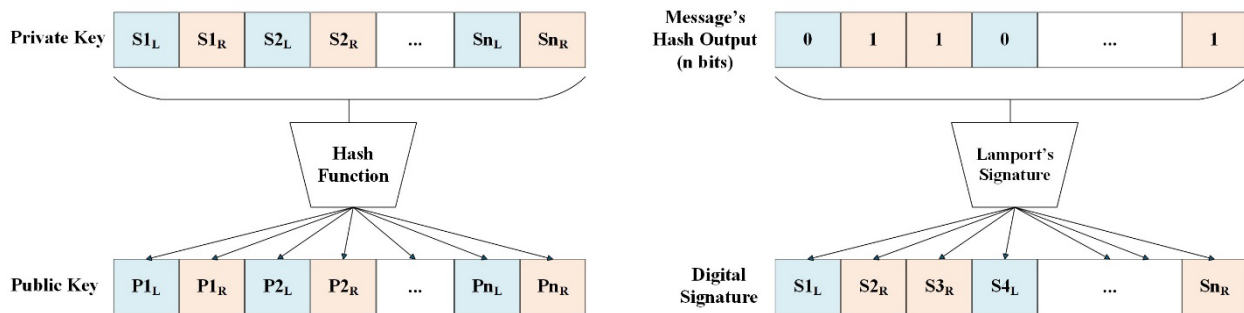 Private Key S1L S1R S2L S2R ... SnL SnR
Hash
Function
Public Key P1L P1R P2L P2R ... PnL PnR
Message's
Hash Output
(n bits)
0 1 1 0 ... 1
Lamport's
Signature
Digital
Signature
S1L S2R S3R S4L ... SnR